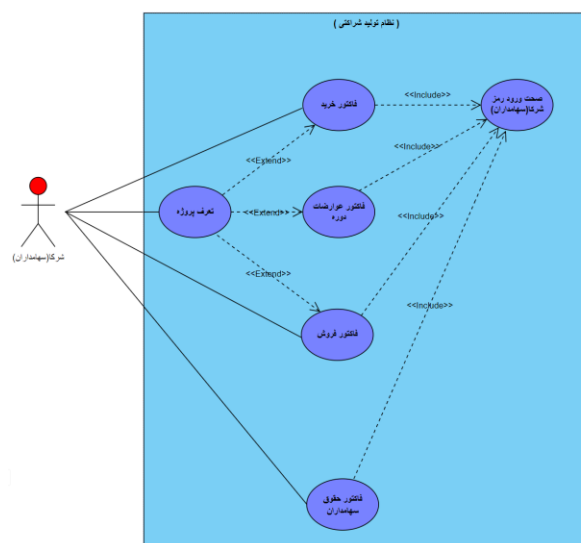 ( نظام تولید شراکتی )
فاکتور خرید
<<Include>>
صحت ورود رمز
شرکا(سهامداران)
<<Extend>>
<<Include>>
تعرف پروژه
<<Extend>>
فاکتور عوارضات
دوره
<<Include>>
شرکا(سهامداران)
<<Extend>>
<<Include>>
فاکتور فروش
فاکتور حقوق
سهامداران